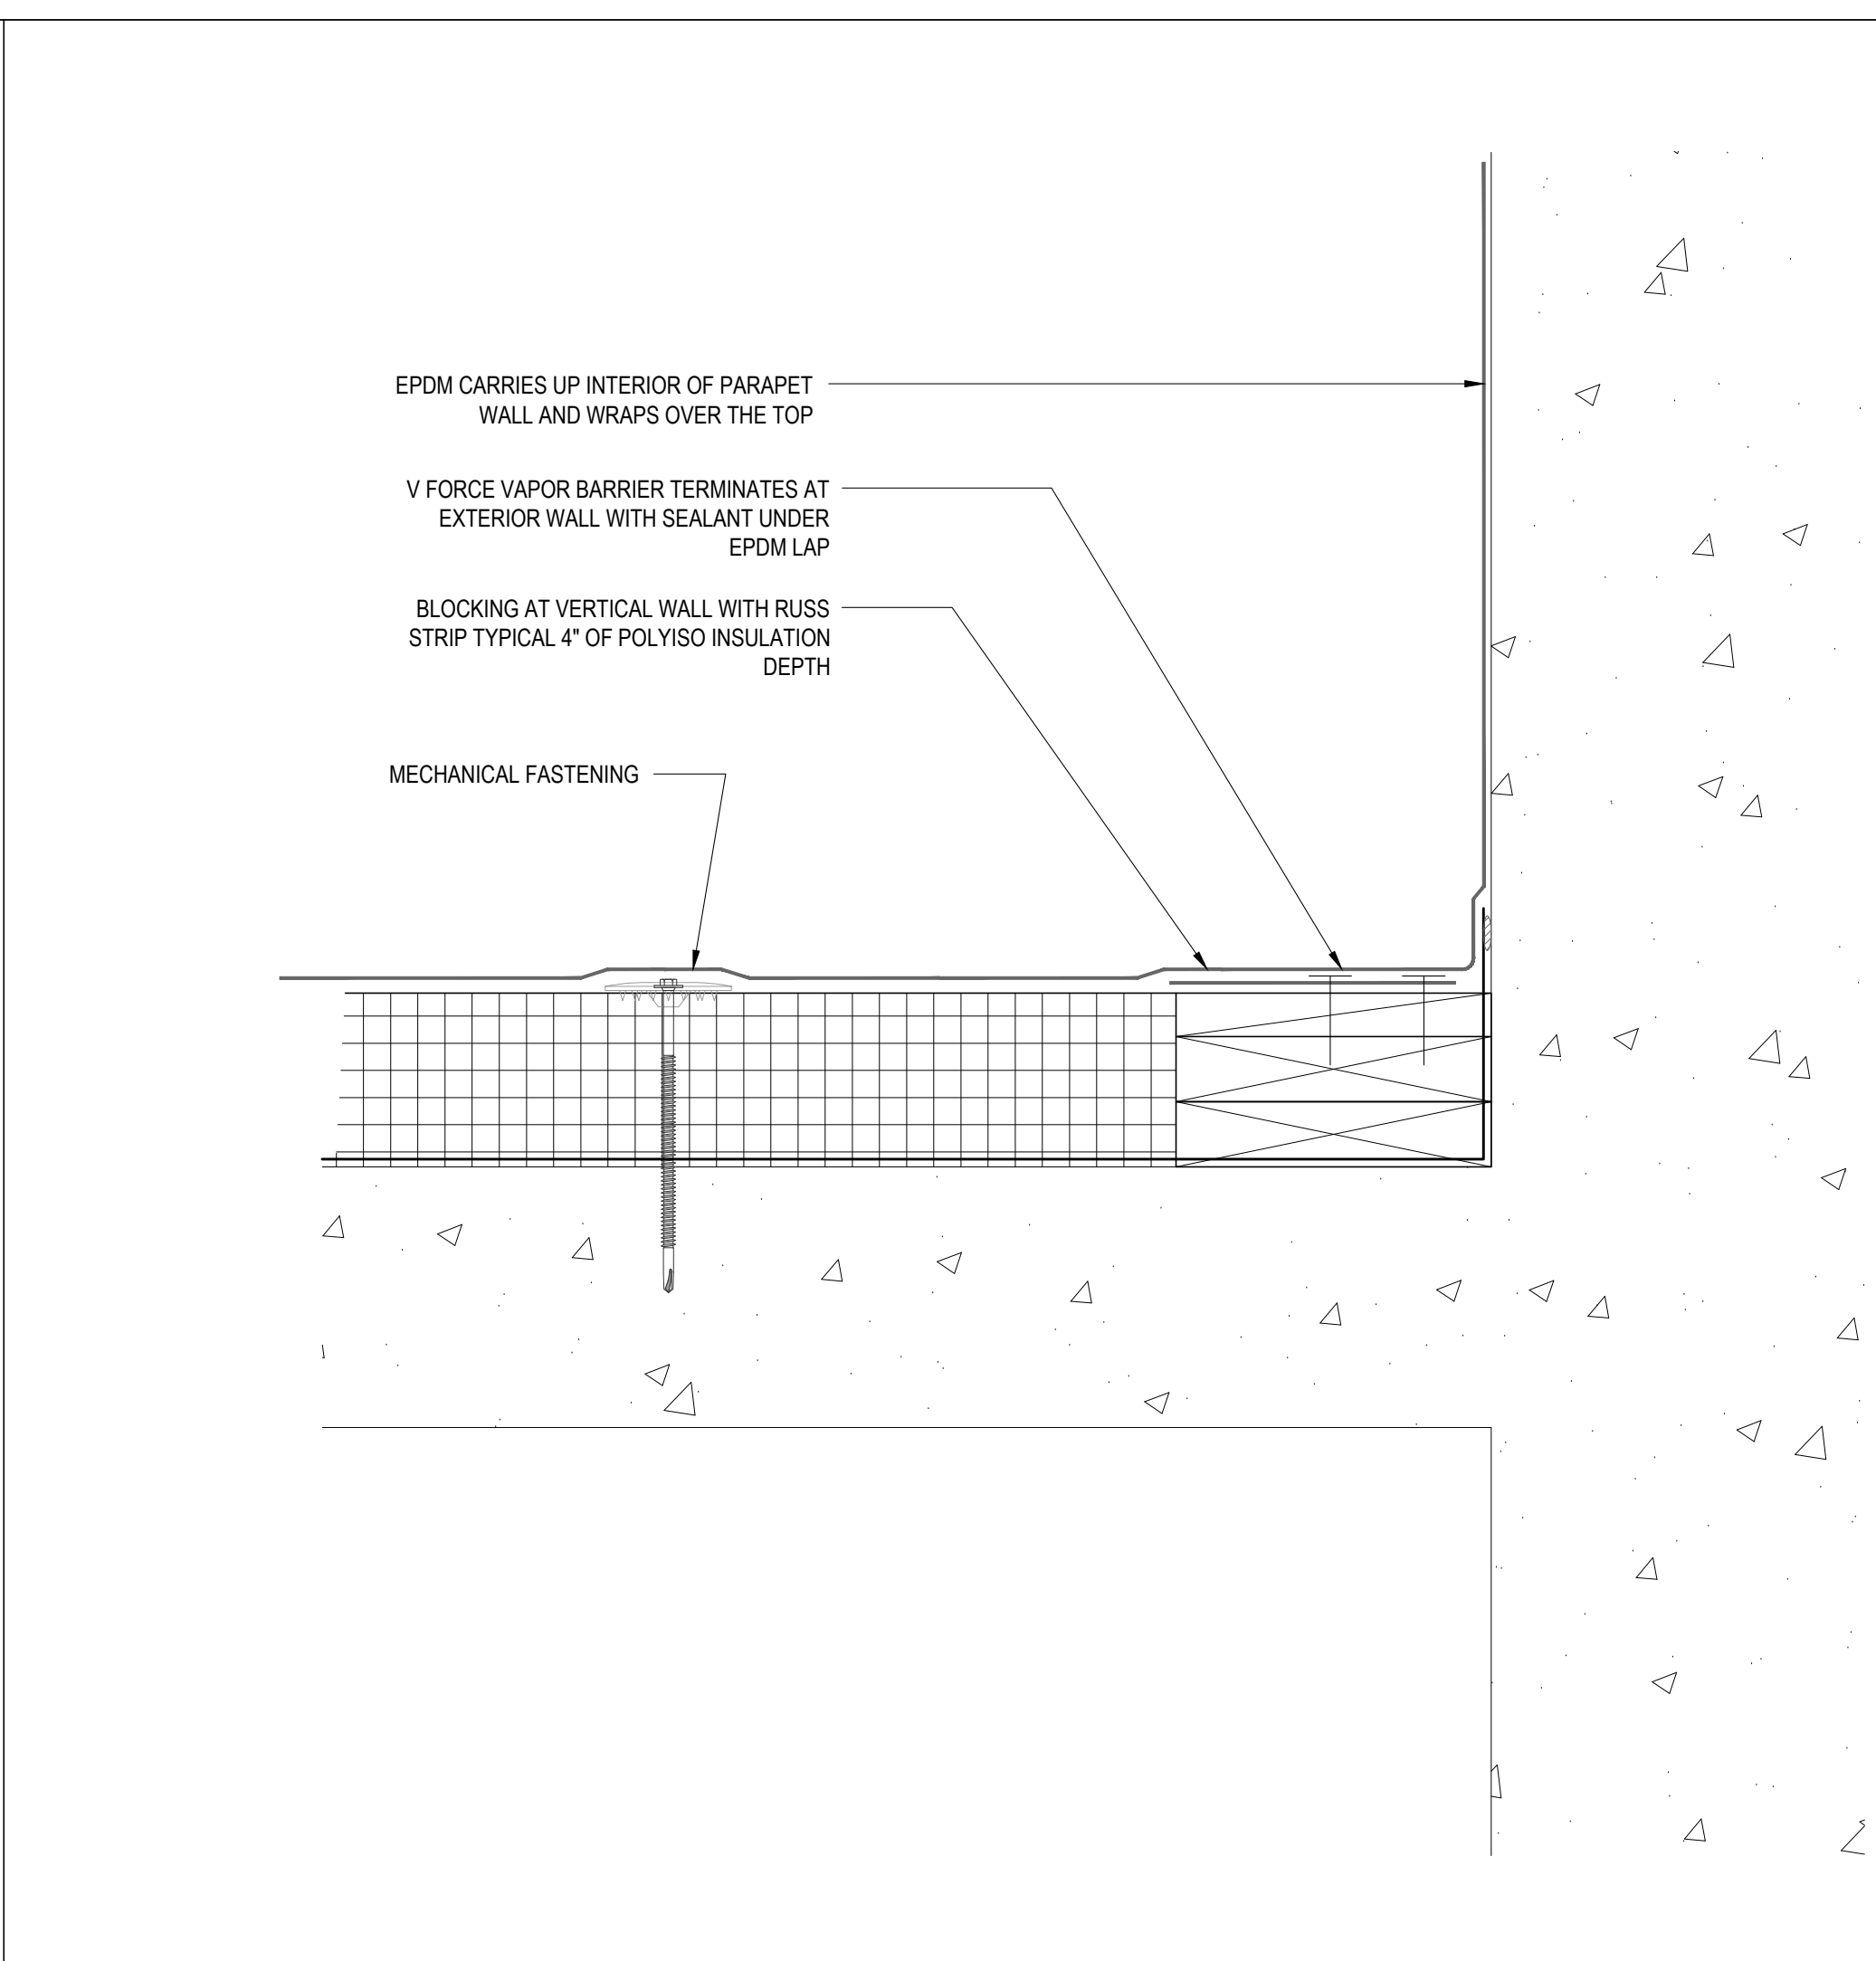 EPDM CARRIES UP INTERIOR OF PARAPET
WALL AND WRAPS OVER THE TOP
V FORCE VAPOR BARRIER TERMINATES AT
EXTERIOR WALL WITH SEALANT UNDER
EPDM LAP
BLOCKING AT VERTICAL WALL WITH RUSS
STRIP TYPICAL 4" OF POLYISO INSULATION
DEPTH
MECHANICAL FASTENING